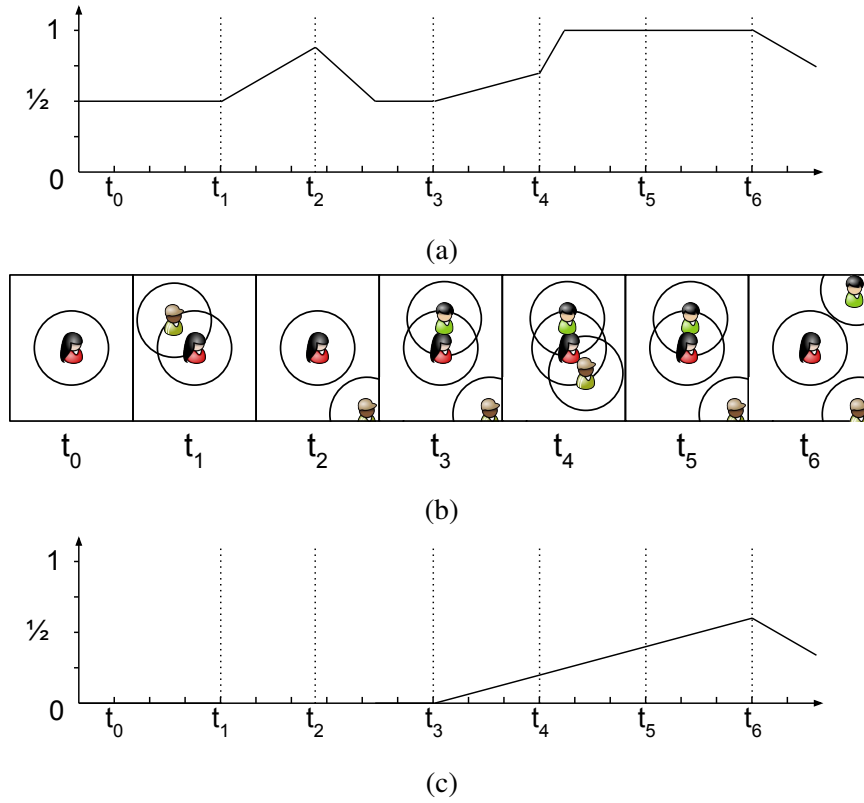 1
½
0
t₀ t₁ t₂ t₃ t₄ t₅ t₆
(a)
t₀ t₁ t₂ t₃ t₄ t₅ t₆
(b)
1
½
0
t₀ t₁ t₂ t₃ t₄ t₅ t₆
(c)